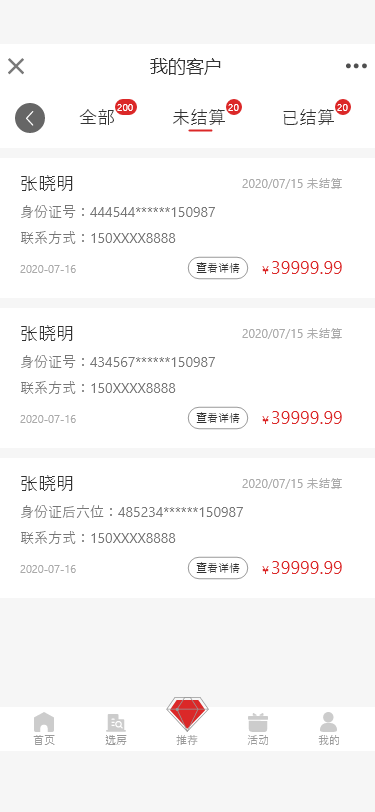 我的客户
全部 200 未结算 20 已结算 20
张晓明 2020/07/15 未结算
身份证号：444544******150987
联系方式：150XXXX8888
2020-07-16 查看详情 ¥39999.99
张晓明 2020/07/15 未结算
身份证号：434567******150987
联系方式：150XXXX8888
2020-07-16 查看详情 ¥39999.99
张晓明 2020/07/15 未结算
身份证后六位：485234******150987
联系方式：150XXXX8888
2020-07-16 查看详情 ¥39999.99
首页 选房 推荐 活动 我的